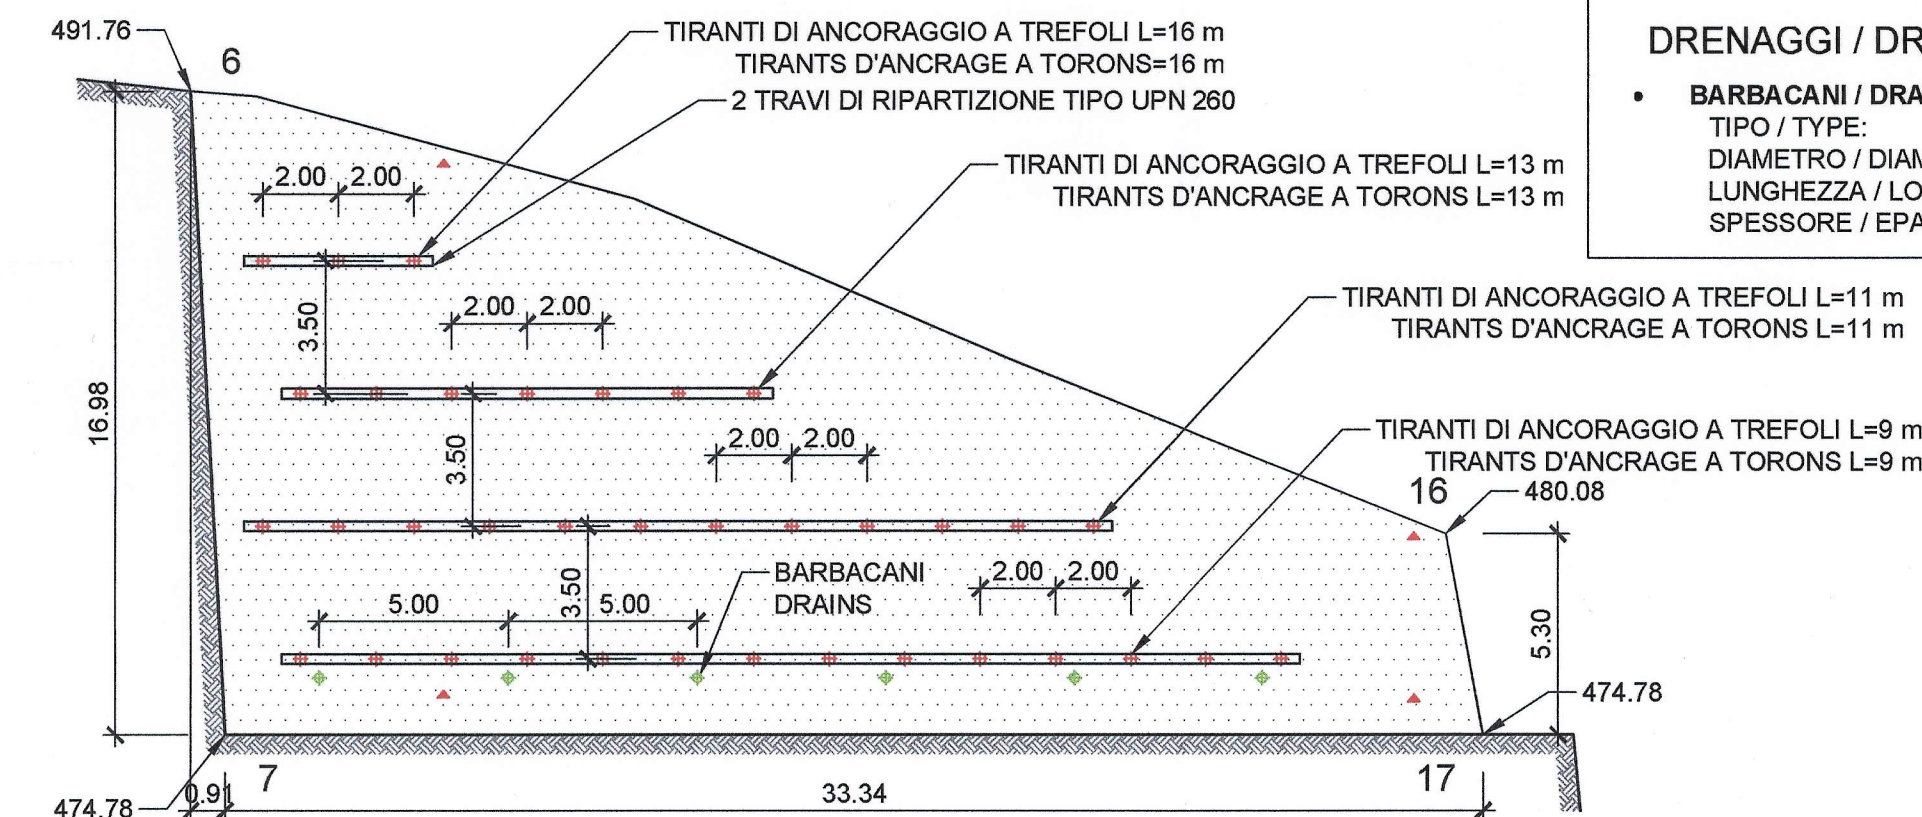 491.76
6
TIRANTI DI ANCORAGGIO A TREFOLI L=16 m
TIRANTS D'ANCRAGE A TORONS=16 m
2 TRAVI DI RIPARTIZIONE TIPO UPN 260
DRENAGGI / DR
• BARBACANI / DRA
TIPO / TYPE:
DIAMETRO / DIAM
LUNGHEZZA / LO
SPESSORE / EPA
TIRANTI DI ANCORAGGIO A TREFOLI L=13 m
TIRANTS D'ANCRAGE A TORONS L=13 m
2.00 2.00
3.50
2.00 2.00
TIRANTI DI ANCORAGGIO A TREFOLI L=11 m
TIRANTS D'ANCRAGE A TORONS L=11 m
16.98
3.50
2.00 2.00
TIRANTI DI ANCORAGGIO A TREFOLI L=9 m
TIRANTS D'ANCRAGE A TORONS L=9 m
16
480.08
BARBACANI
DRAINS
2.00 2.00
5.00
3.50
5.00
5.30
474.78
7
17
474.78
0.91
33.34